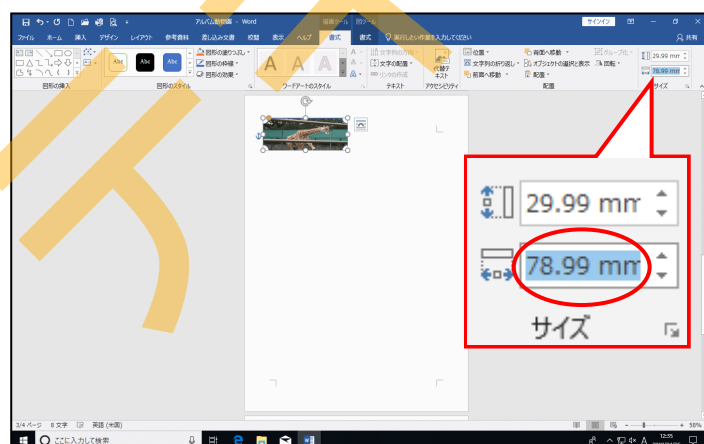 アルバム動物園 - Word
描画ツール 図ツール
サインイン
ファイル ホーム 挿入 デザイン レイアウト 参考資料 差し込み文書 校閲 表示 ヘルプ 書式 書式 実行したい作業を入力してください 共有
Abc Abc Abc
図形の塗りつぶし
図形の枠線
図形の効果
A A A
文字列の方向
文字の配置
リンクの作成
代替テキスト
位置
文字列の折り返し
前面へ移動
背面へ移動
オブジェクトの選択と表示
配置
グループ化
回転
29.99 mm
78.99 mm
図形の挿入 図形のスタイル ワードアートのスタイル テキスト アクセシビリティ 配置 サイズ
29.99 mm
78.99 mm
サイズ
3/4 ページ 8 文字 英語 (米国)
50%
ここに入力して検索
A 12:35